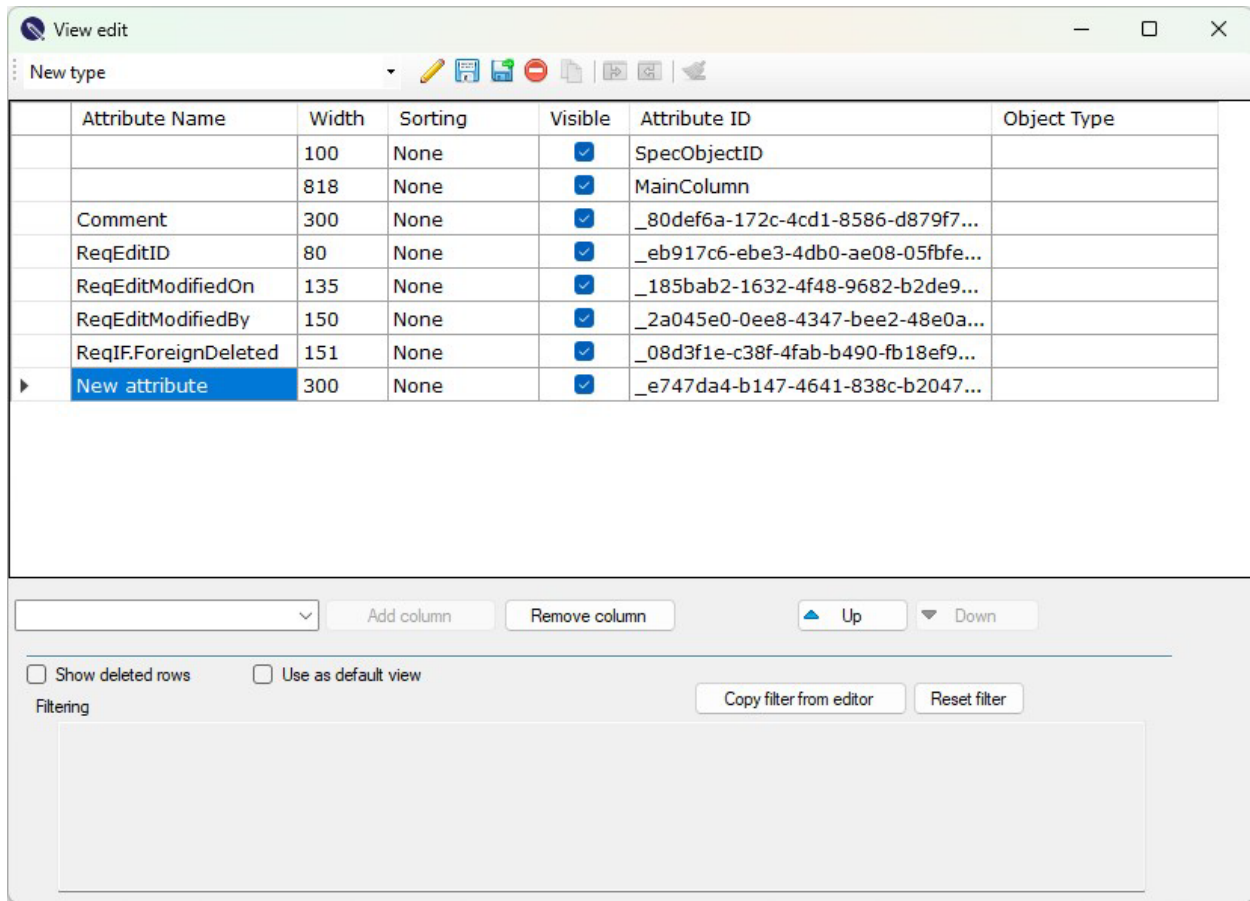 View edit
New type
Attribute Name Width Sorting Visible Attribute ID Object Type
100 None SpecObjectID
818 None MainColumn
Comment 300 None _80def6a-172c-4cd1-8586-d879f7...
ReqEditID 80 None _eb917c6-ebe3-4db0-ae08-05fbfe...
ReqEditModifiedOn 135 None _185bab2-1632-4f48-9682-b2de9...
ReqEditModifiedBy 150 None _2a045e0-0ee8-4347-bee2-48e0a...
ReqIF.ForeignDeleted 151 None _08d3f1e-c38f-4fab-b490-fb18ef9...
New attribute 300 None _e747da4-b147-4641-838c-b2047...
Add column Remove column Up Down
Show deleted rows Use as default view
Copy filter from editor Reset filter
Filtering